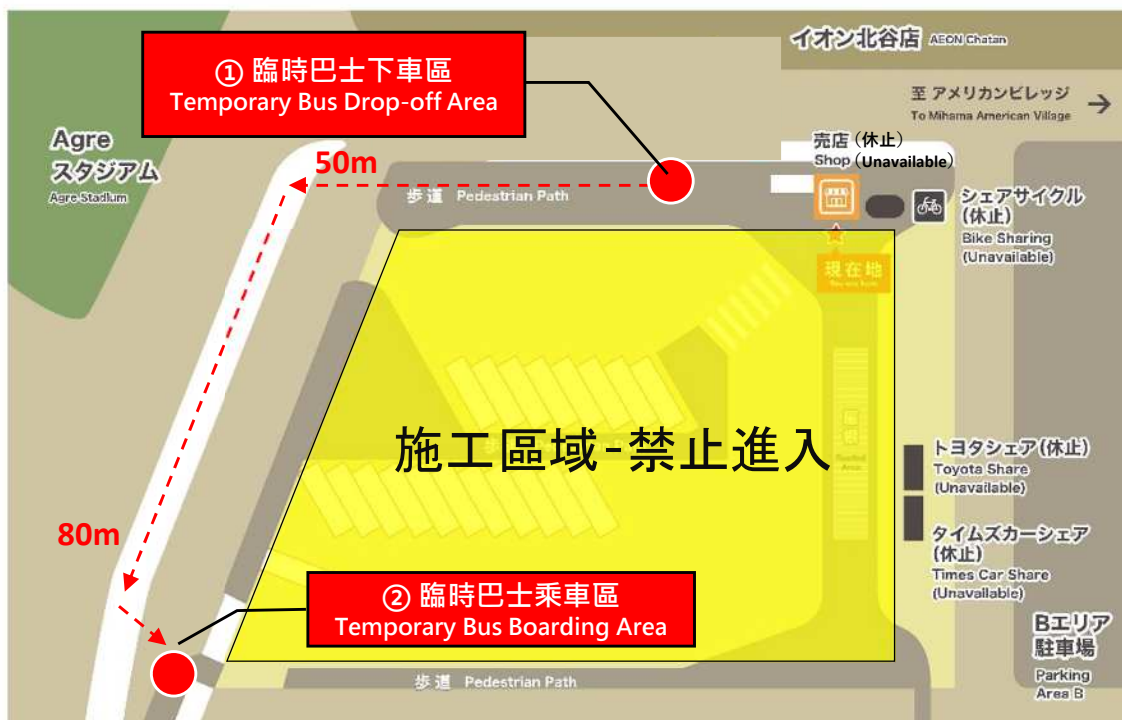 ① 臨時巴士下車區
Temporary Bus Drop-off Area
イオン北谷店 AEON Chatan
至 アメリカンビレッジ
To Mihama American Village
Agre
スタジアム
Agre Stadium
50m
歩道 Pedestrian Path
売店 (休止)
Shop (Unavailable)
シェアサイクル
(休止)
Bike Sharing
(Unavailable)
現在地
You are here
施工區域-禁止進入
Roofed
Area
トヨタシェア(休止)
Toyota Share
(Unavailable)
80m
タイムズカーシェア
(休止)
Times Car Share
(Unavailable)
② 臨時巴士乘車區
Temporary Bus Boarding Area
Bエリア
駐車場
Parking
Area B
歩道 Pedestrian Path